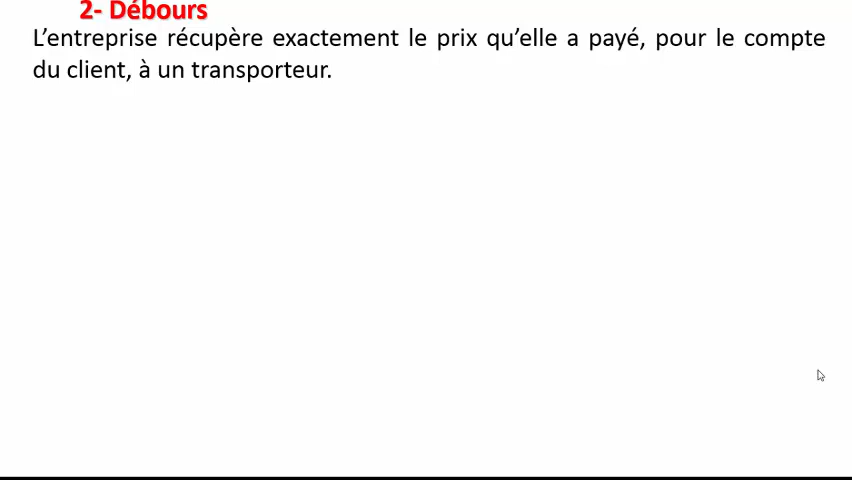 2- Débours
L’entreprise récupère exactement le prix qu’elle a payé, pour le compte
du client, à un transporteur.